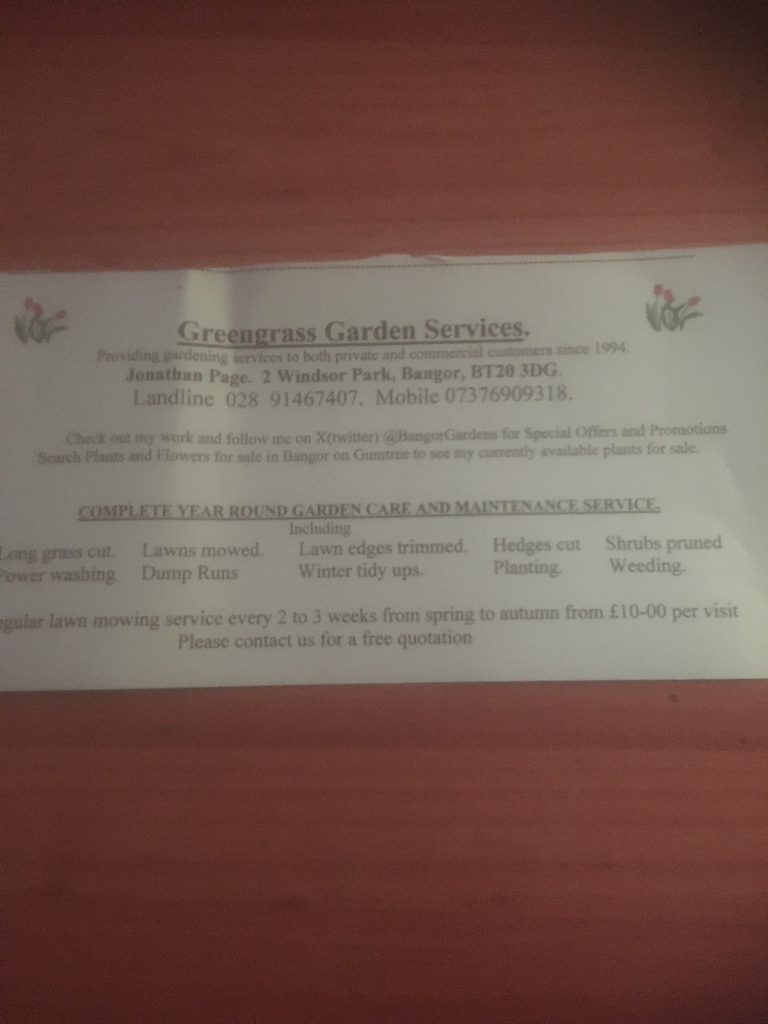 Greengrass Garden Services.
Providing gardening services to both private and commercial customers since 1994.
Jonathan Page. 2 Windsor Park, Bangor, BT20 3DG.
Landline 028 91467407. Mobile 07376909318.
Check out my work and follow me on X(twitter) @BangorGardens for Special Offers and Promotions
Search Plants and Flowers for sale in Bangor on Gumtree to see my currently available plants for sale.
COMPLETE YEAR ROUND GARDEN CARE AND MAINTENANCE SERVICE.
Including
Long grass cut. Lawns mowed. Lawn edges trimmed. Hedges cut Shrubs pruned
Power washing Dump Runs Winter tidy ups. Planting. Weeding.
egular lawn mowing service every 2 to 3 weeks from spring to autumn from £10-00 per visit
Please contact us for a free quotation